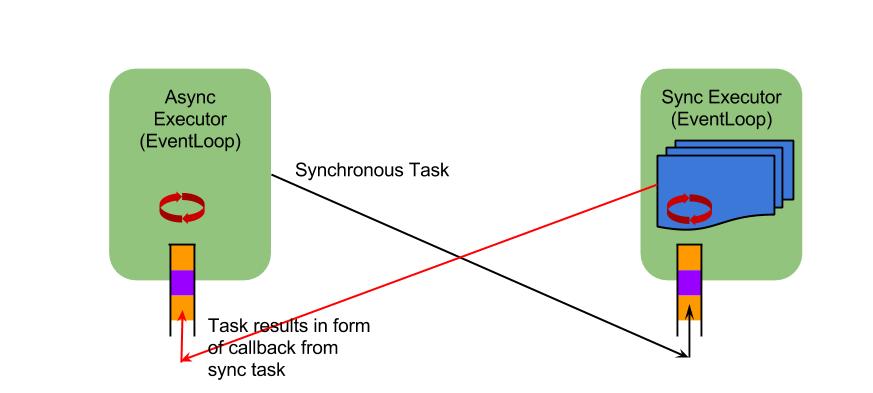 Async
Executor
(EventLoop)
Sync Executor
(EventLoop)
Synchronous Task
Task results in form
of callback from
sync task